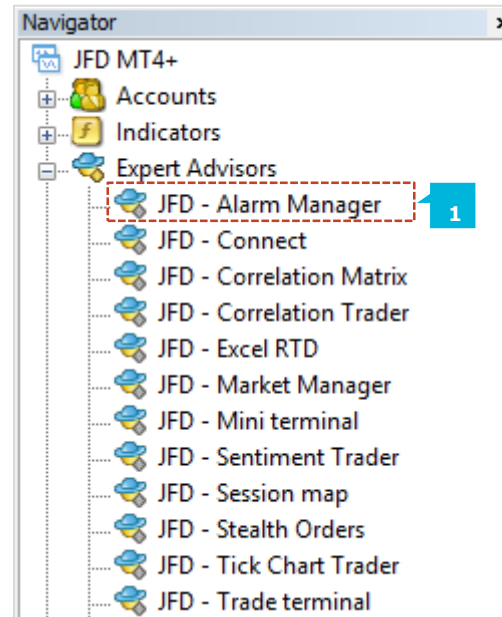 Navigator
JFD MT4+
Accounts
Indicators
Expert Advisors
JFD - Alarm Manager
1
JFD - Connect
JFD - Correlation Matrix
JFD - Correlation Trader
JFD - Excel RTD
JFD - Market Manager
JFD - Mini terminal
JFD - Sentiment Trader
JFD - Session map
JFD - Stealth Orders
JFD - Tick Chart Trader
JFD - Trade terminal